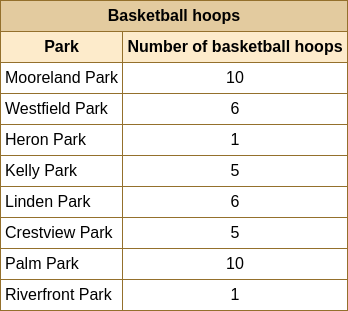 Basketball hoops
Park Number of basketball hoops
Mooreland Park 10
Westfield Park 6
Heron Park 1
Kelly Park 5
Linden Park 6
Crestview Park 5
Palm Park 10
Riverfront Park 1